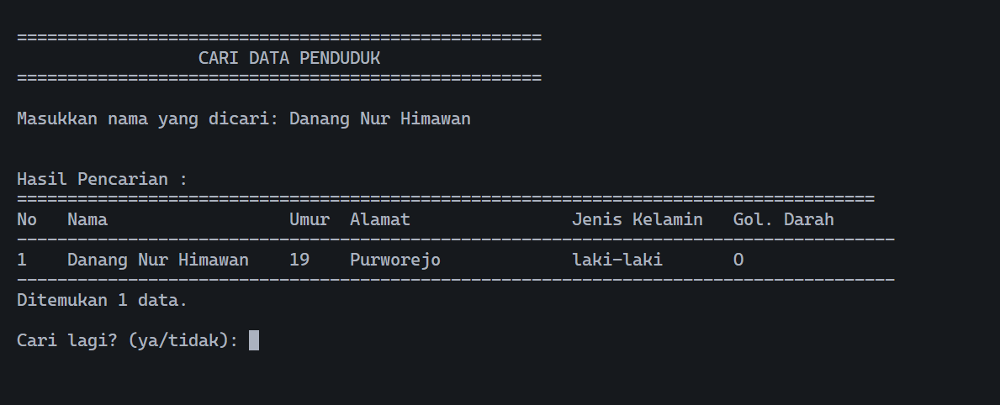 ====================================================
CARI DATA PENDUDUK
====================================================
Masukkan nama yang dicari: Danang Nur Himawan
Hasil Pencarian :
=====================================================================================
No   Nama                  Umur  Alamat                Jenis Kelamin   Gol. Darah
---------------------------------------------------------------------------------------
1    Danang Nur Himawan    19    Purworejo             laki-laki       O
---------------------------------------------------------------------------------------
Ditemukan 1 data.
Cari lagi? (ya/tidak):